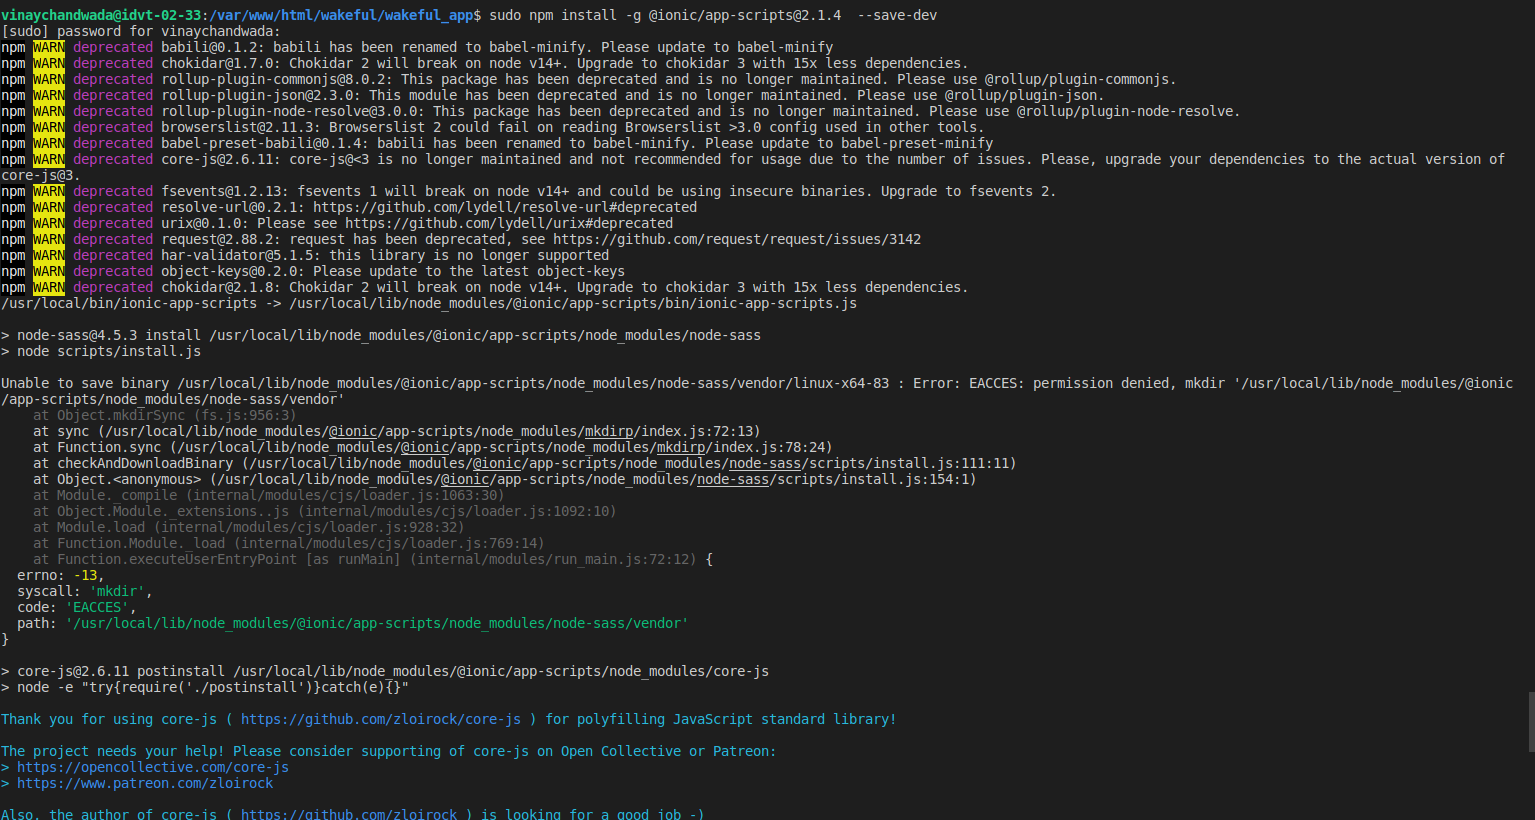 vinaychandwada@idvt-02-33:/var/www/html/wakeful/wakeful_app$ sudo npm install -g @ionic/app-scripts@2.1.4  --save-dev
[sudo] password for vinaychandwada:
npm WARN deprecated babili@0.1.2: babili has been renamed to babel-minify. Please update to babel-minify
npm WARN deprecated chokidar@1.7.0: Chokidar 2 will break on node v14+. Upgrade to chokidar 3 with 15x less dependencies.
npm WARN deprecated rollup-plugin-commonjs@8.0.2: This package has been deprecated and is no longer maintained. Please use @rollup/plugin-commonjs.
npm WARN deprecated rollup-plugin-json@2.3.0: This module has been deprecated and is no longer maintained. Please use @rollup/plugin-json.
npm WARN deprecated rollup-plugin-node-resolve@3.0.0: This package has been deprecated and is no longer maintained. Please use @rollup/plugin-node-resolve.
npm WARN deprecated browserslist@2.11.3: Browserslist 2 could fail on reading Browserslist >3.0 config used in other tools.
npm WARN deprecated babel-preset-babili@0.1.4: babili has been renamed to babel-minify. Please update to babel-preset-minify
npm WARN deprecated core-js@2.6.11: core-js@<3 is no longer maintained and not recommended for usage due to the number of issues. Please, upgrade your dependencies to the actual version of
core-js@3.
npm WARN deprecated fsevents@1.2.13: fsevents 1 will break on node v14+ and could be using insecure binaries. Upgrade to fsevents 2.
npm WARN deprecated resolve-url@0.2.1: https://github.com/lydell/resolve-url#deprecated
npm WARN deprecated urix@0.1.0: Please see https://github.com/lydell/urix#deprecated
npm WARN deprecated request@2.88.2: request has been deprecated, see https://github.com/request/request/issues/3142
npm WARN deprecated har-validator@5.1.5: this library is no longer supported
npm WARN deprecated object-keys@0.2.0: Please update to the latest object-keys
npm WARN deprecated chokidar@2.1.8: Chokidar 2 will break on node v14+. Upgrade to chokidar 3 with 15x less dependencies.
/usr/local/bin/ionic-app-scripts -> /usr/local/lib/node_modules/@ionic/app-scripts/bin/ionic-app-scripts.js

> node-sass@4.5.3 install /usr/local/lib/node_modules/@ionic/app-scripts/node_modules/node-sass
> node scripts/install.js

Unable to save binary /usr/local/lib/node_modules/@ionic/app-scripts/node_modules/node-sass/vendor/linux-x64-83 : Error: EACCES: permission denied, mkdir '/usr/local/lib/node_modules/@ionic
/app-scripts/node_modules/node-sass/vendor'
    at Object.mkdirSync (fs.js:956:3)
    at sync (/usr/local/lib/node_modules/@ionic/app-scripts/node_modules/mkdirp/index.js:72:13)
    at Function.sync (/usr/local/lib/node_modules/@ionic/app-scripts/node_modules/mkdirp/index.js:78:24)
    at checkAndDownloadBinary (/usr/local/lib/node_modules/@ionic/app-scripts/node_modules/node-sass/scripts/install.js:111:11)
    at Object.<anonymous> (/usr/local/lib/node_modules/@ionic/app-scripts/node_modules/node-sass/scripts/install.js:154:1)
    at Module._compile (internal/modules/cjs/loader.js:1063:30)
    at Object.Module._extensions..js (internal/modules/cjs/loader.js:1092:10)
    at Module.load (internal/modules/cjs/loader.js:928:32)
    at Function.Module._load (internal/modules/cjs/loader.js:769:14)
    at Function.executeUserEntryPoint [as runMain] (internal/modules/run_main.js:72:12) {
  errno: -13,
  syscall: 'mkdir',
  code: 'EACCES',
  path: '/usr/local/lib/node_modules/@ionic/app-scripts/node_modules/node-sass/vendor'
}

> core-js@2.6.11 postinstall /usr/local/lib/node_modules/@ionic/app-scripts/node_modules/core-js
> node -e "try{require('./postinstall')}catch(e){}"

Thank you for using core-js ( https://github.com/zloirock/core-js ) for polyfilling JavaScript standard library!

The project needs your help! Please consider supporting of core-js on Open Collective or Patreon:
> https://opencollective.com/core-js
> https://www.patreon.com/zloirock

Also, the author of core-js ( https://github.com/zloirock ) is looking for a good job -)